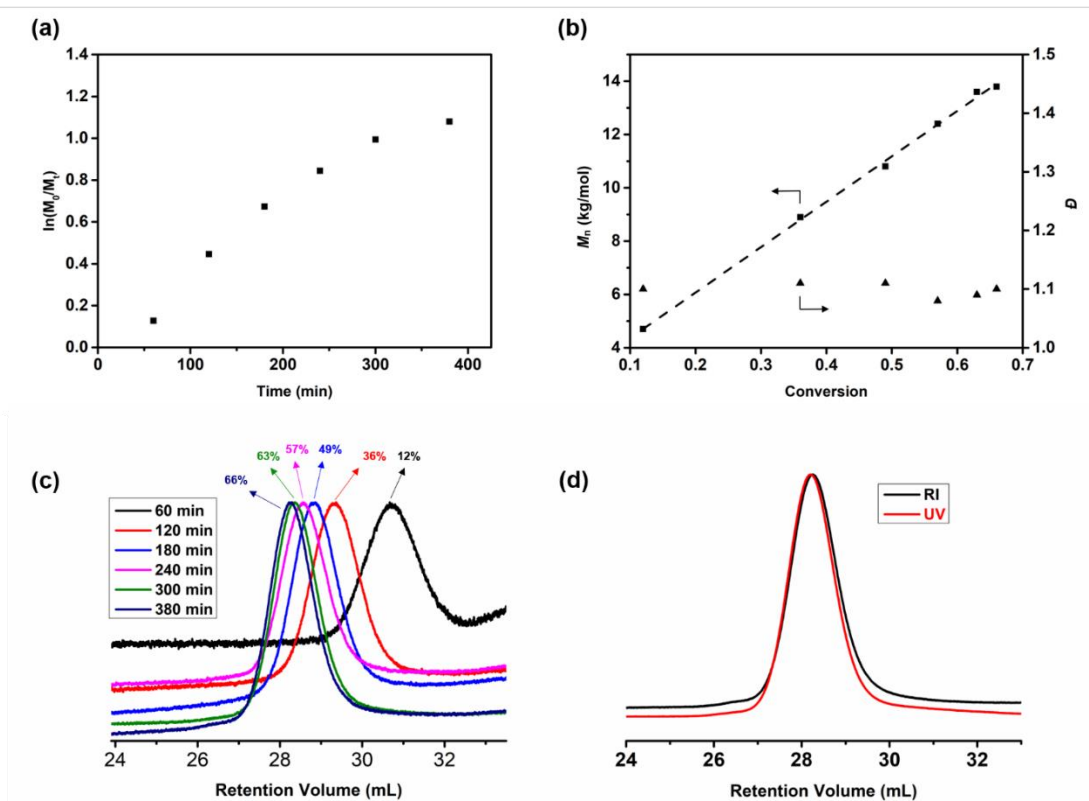 (a)
1.4
1.2
1.0
0.8
0.6
0.4
0.2
0.0
ln(M₀/Mₜ)
0
100
200
300
400
Time (min)
(b)
14
12
10
8
6
4
Mn (kg/mol)
1.5
1.4
1.3
1.2
1.1
1.0
Đ
0.1
0.2
0.3
0.4
0.5
0.6
0.7
Conversion
(c)
66%
63%
57%
49%
36%
12%
60 min
120 min
180 min
240 min
300 min
380 min
24
26
28
30
32
Retention Volume (mL)
(d)
RI
UV
24
26
28
30
32
Retention Volume (mL)